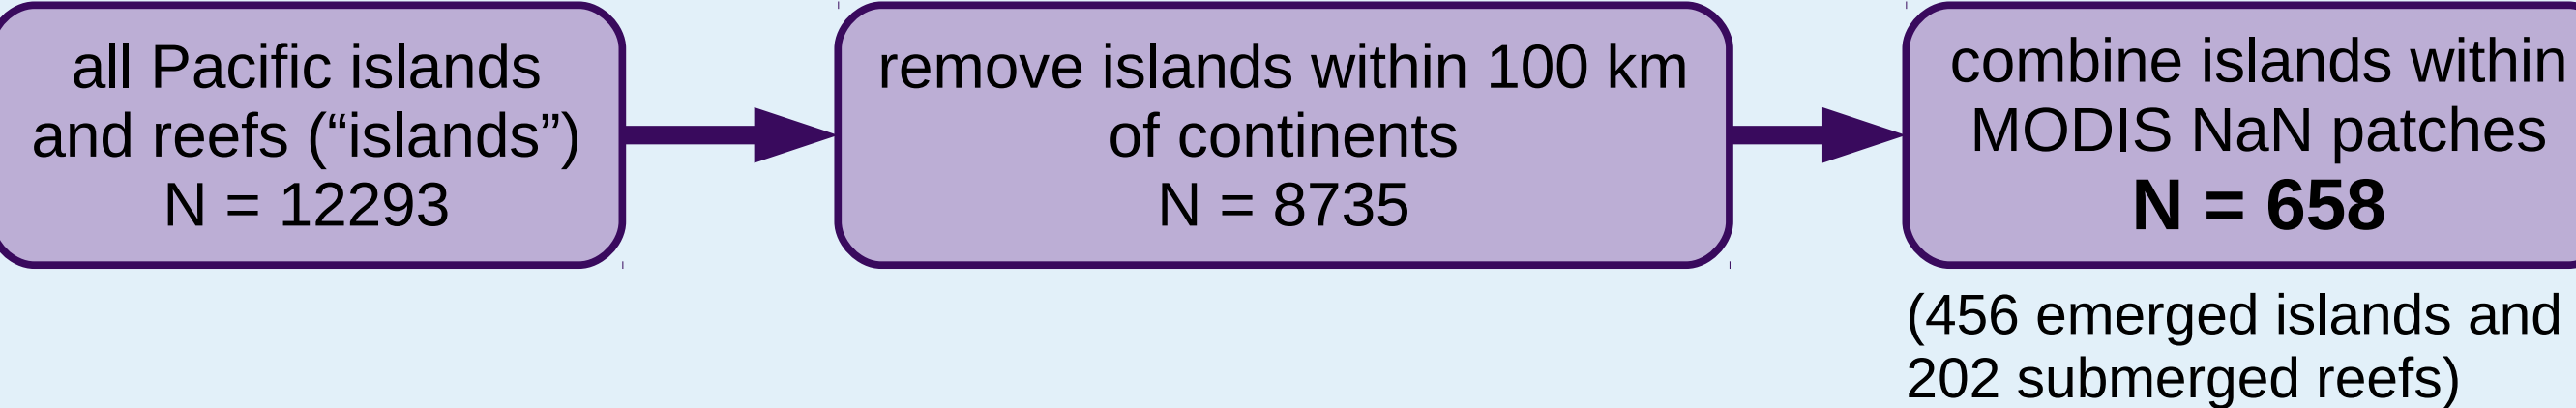 all Pacific islands
and reefs (“islands”)
N = 12293
remove islands within 100 km
of continents
N = 8735
combine islands within
MODIS NaN patches
N = 658
(456 emerged islands and
202 submerged reefs)